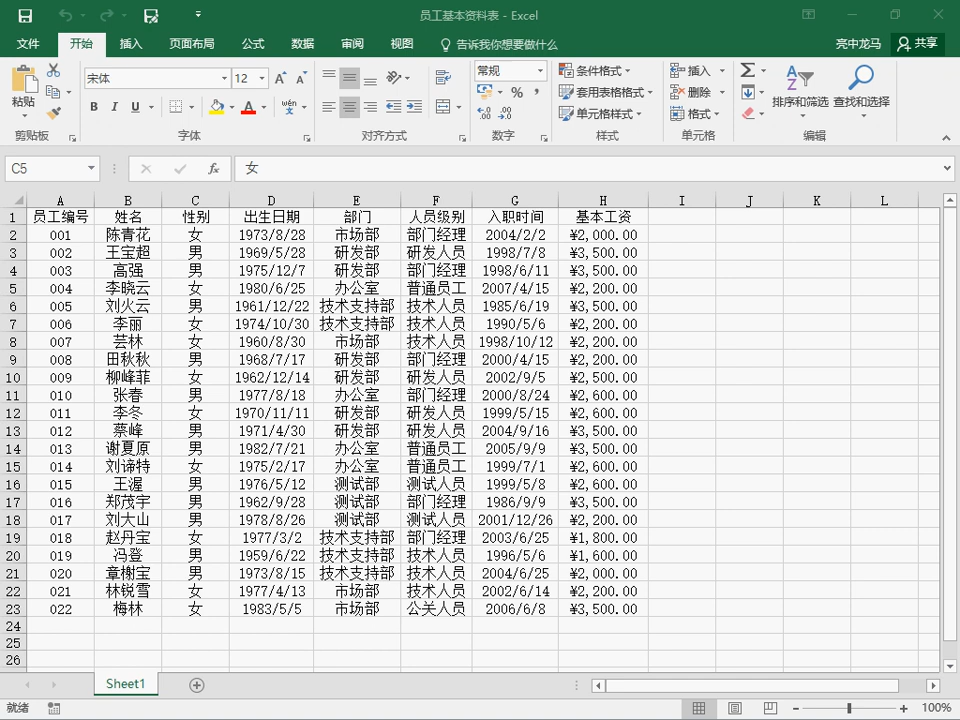 员工基本资料表 - Excel
文件 开始 插入 页面布局 公式 数据 审阅 视图 告诉我你想要做什么 亮中龙马 共享
宋体 12 常规 条件格式 插入
粘贴 B I U 套用表格格式 删除 排序和筛选 查找和选择
单元格样式 格式
剪贴板 字体 对齐方式 数字 样式 单元格 编辑
C5 女
A B C D E F G H I J K L
1 员工编号 姓名 性别 出生日期 部门 人员级别 入职时间 基本工资
2 001 陈青花 女 1973/8/28 市场部 部门经理 2004/2/2 ¥2,000.00
3 002 王宝超 男 1969/5/28 研发部 研发人员 1998/7/8 ¥3,500.00
4 003 高强 男 1975/12/7 研发部 部门经理 1998/6/11 ¥3,500.00
5 004 李晓云 女 1980/6/25 办公室 普通员工 2007/4/15 ¥2,200.00
6 005 刘火云 男 1961/12/22 技术支持部 技术人员 1985/6/19 ¥3,500.00
7 006 李丽 女 1974/10/30 技术支持部 技术人员 1990/5/6 ¥2,200.00
8 007 芸林 女 1960/8/30 市场部 技术人员 1998/10/12 ¥2,200.00
9 008 田秋秋 男 1968/7/17 研发部 部门经理 2000/4/15 ¥2,200.00
10 009 柳峰菲 女 1962/12/14 研发部 研发人员 2002/9/5 ¥2,500.00
11 010 张春 男 1977/8/18 办公室 部门经理 2000/8/24 ¥2,600.00
12 011 李冬 女 1970/11/11 研发部 研发人员 1999/5/15 ¥2,600.00
13 012 蔡峰 男 1971/4/30 研发部 研发人员 2004/9/16 ¥3,500.00
14 013 谢夏原 男 1982/7/21 办公室 普通员工 2005/9/9 ¥3,500.00
15 014 刘谛特 女 1975/2/17 办公室 普通员工 1999/7/1 ¥2,600.00
16 015 王渥 男 1976/5/12 测试部 测试人员 1999/5/8 ¥2,600.00
17 016 郑茂宇 男 1962/9/28 测试部 部门经理 1986/9/9 ¥3,500.00
18 017 刘大山 男 1978/8/26 测试部 测试人员 2001/12/26 ¥2,200.00
19 018 赵丹宝 女 1977/3/2 技术支持部 部门经理 2003/6/25 ¥1,800.00
20 019 冯登 男 1959/6/22 技术支持部 技术人员 1996/5/6 ¥1,600.00
21 020 章榭宝 男 1973/8/15 技术支持部 技术人员 2004/6/25 ¥2,000.00
22 021 林锐雪 女 1977/4/13 市场部 技术人员 2002/6/14 ¥2,200.00
23 022 梅林 女 1983/5/5 市场部 公关人员 2006/6/8 ¥3,500.00
24
25
26
Sheet1
就绪 100%